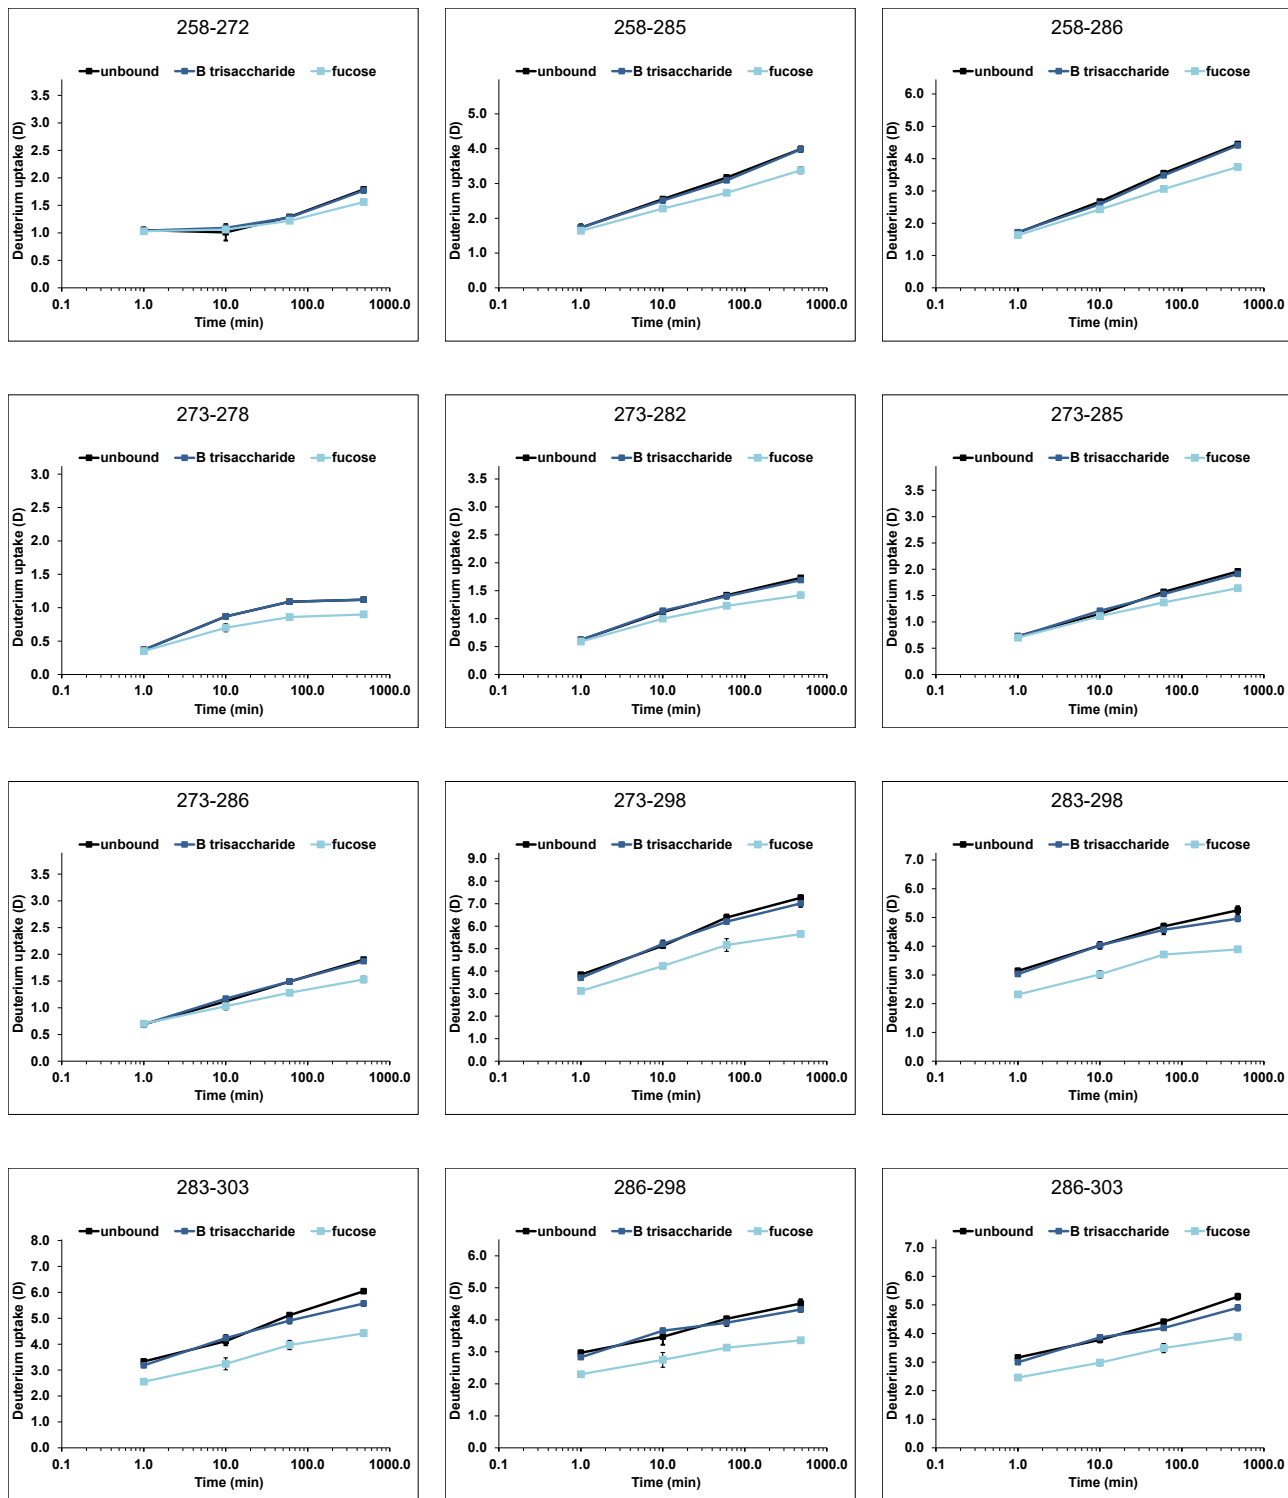 258-272
unbound B trisaccharide fucose
Deuterium uptake (D)
3.5
3.0
2.5
2.0
1.5
1.0
0.5
0.0
0.1 1.0 10.0 100.0 1000.0
Time (min)
258-285
unbound B trisaccharide fucose
Deuterium uptake (D)
5.0
4.0
3.0
2.0
1.0
0.0
0.1 1.0 10.0 100.0 1000.0
Time (min)
258-286
unbound B trisaccharide fucose
Deuterium uptake (D)
6.0
5.0
4.0
3.0
2.0
1.0
0.0
0.1 1.0 10.0 100.0 1000.0
Time (min)
273-278
unbound B trisaccharide fucose
Deuterium uptake (D)
3.0
2.5
2.0
1.5
1.0
0.5
0.0
0.1 1.0 10.0 100.0 1000.0
Time (min)
273-282
unbound B trisaccharide fucose
Deuterium uptake (D)
3.5
3.0
2.5
2.0
1.5
1.0
0.5
0.0
0.1 1.0 10.0 100.0 1000.0
Time (min)
273-285
unbound B trisaccharide fucose
Deuterium uptake (D)
3.5
3.0
2.5
2.0
1.5
1.0
0.5
0.0
0.1 1.0 10.0 100.0 1000.0
Time (min)
273-286
unbound B trisaccharide fucose
Deuterium uptake (D)
3.5
3.0
2.5
2.0
1.5
1.0
0.5
0.0
0.1 1.0 10.0 100.0 1000.0
Time (min)
273-298
unbound B trisaccharide fucose
Deuterium uptake (D)
9.0
8.0
7.0
6.0
5.0
4.0
3.0
2.0
1.0
0.0
0.1 1.0 10.0 100.0 1000.0
Time (min)
283-298
unbound B trisaccharide fucose
Deuterium uptake (D)
7.0
6.0
5.0
4.0
3.0
2.0
1.0
0.0
0.1 1.0 10.0 100.0 1000.0
Time (min)
283-303
unbound B trisaccharide fucose
Deuterium uptake (D)
8.0
7.0
6.0
5.0
4.0
3.0
2.0
1.0
0.0
0.1 1.0 10.0 100.0 1000.0
Time (min)
286-298
unbound B trisaccharide fucose
Deuterium uptake (D)
6.0
5.0
4.0
3.0
2.0
1.0
0.0
0.1 1.0 10.0 100.0 1000.0
Time (min)
286-303
unbound B trisaccharide fucose
Deuterium uptake (D)
7.0
6.0
5.0
4.0
3.0
2.0
1.0
0.0
0.1 1.0 10.0 100.0 1000.0
Time (min)